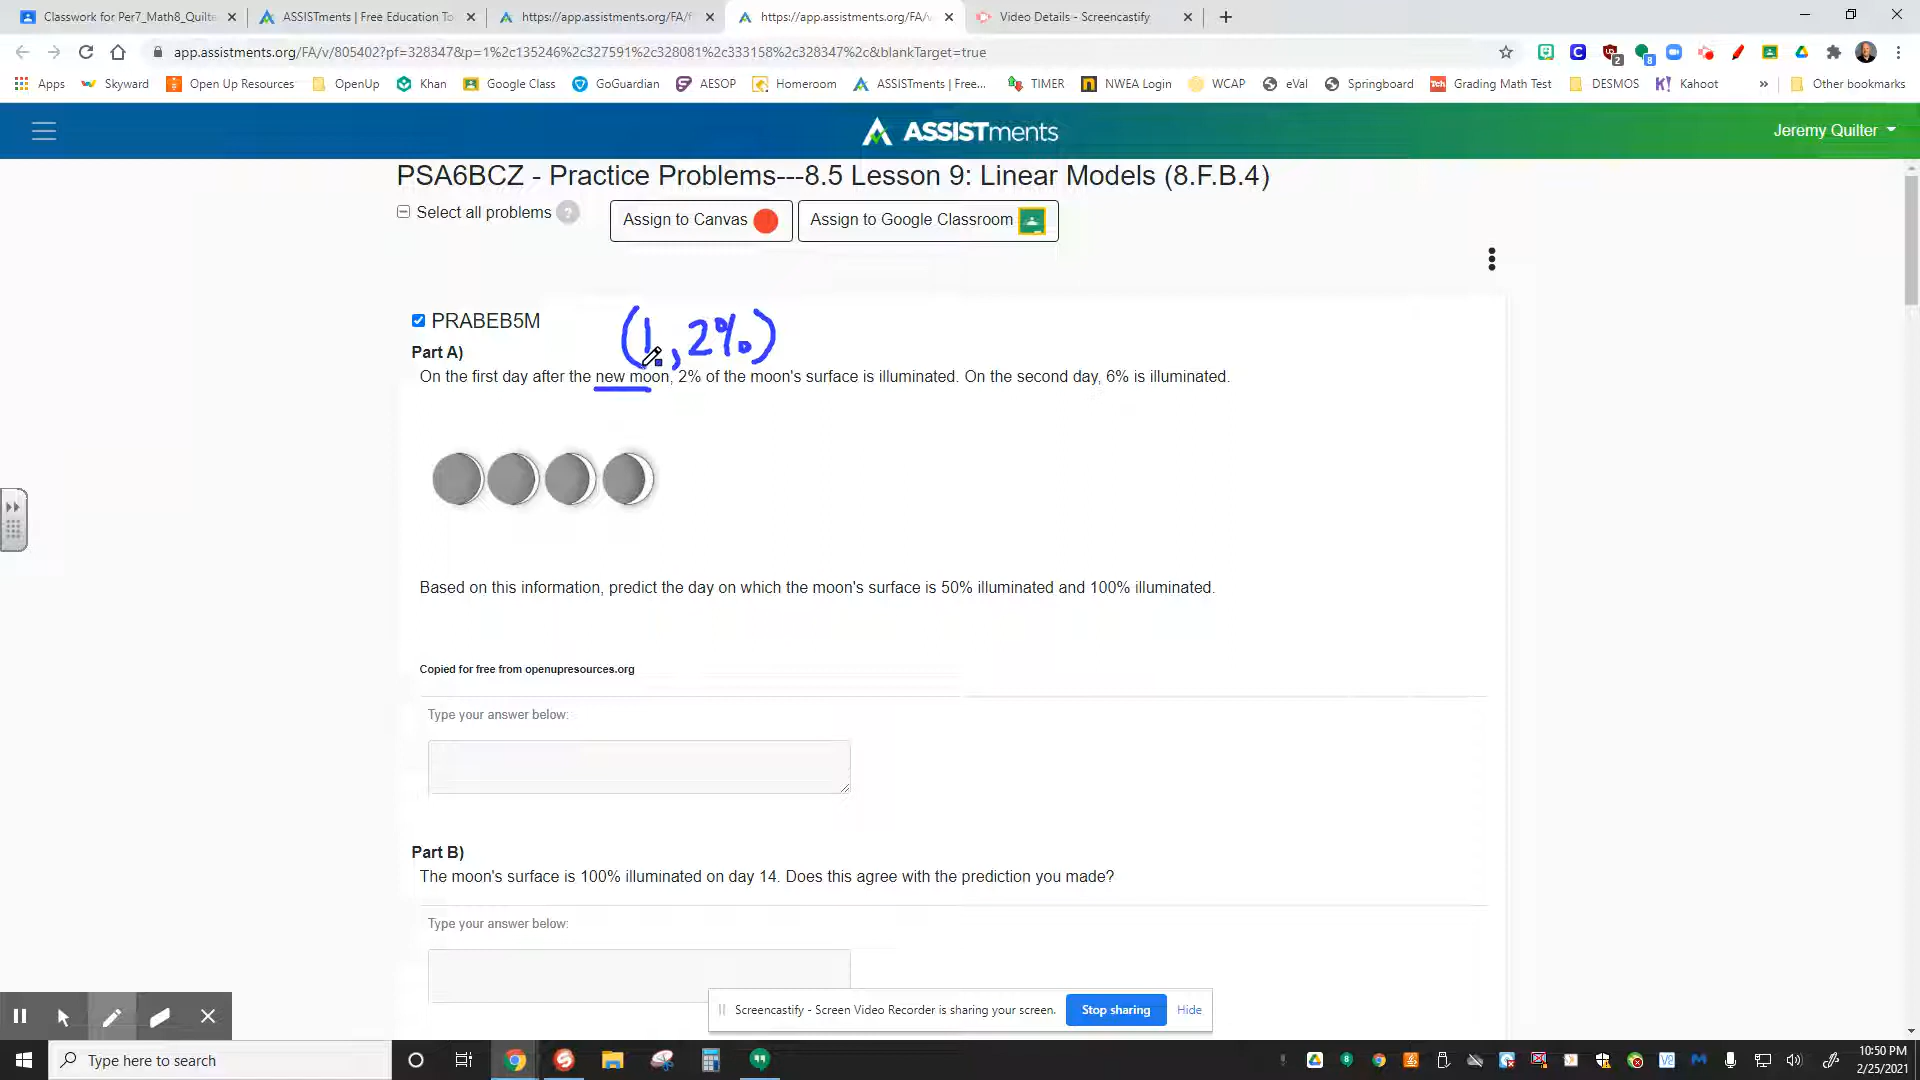 Classwork for Per7_Math8_Quilte
ASSISTments | Free Education To
https://app.assistments.org/FA/f
https://app.assistments.org/FA/v
Video Details - Screencastify
app.assistments.org/FA/v/805402?pf=328347&p=1%2c135246%2c327591%2c328081%2c333158%2c328347%2c&blankTarget=true
Apps Skyward Open Up Resources OpenUp Khan Google Class GoGuardian AESOP Homeroom ASSISTments | Free... TIMER NWEA Login WCAP eVal Springboard Grading Math Test DESMOS Kahoot » Other bookmarks
ASSISTments
Jeremy Quilter
PSA6BCZ - Practice Problems---8.5 Lesson 9: Linear Models (8.F.B.4)
Select all problems ?
Assign to Canvas
Assign to Google Classroom
PRABEB5M
(1, 2%)
Part A)
On the first day after the new moon, 2% of the moon's surface is illuminated. On the second day, 6% is illuminated.
Based on this information, predict the day on which the moon's surface is 50% illuminated and 100% illuminated.
Copied for free from openupresources.org
Type your answer below:
Part B)
The moon's surface is 100% illuminated on day 14. Does this agree with the prediction you made?
Type your answer below:
Screencastify - Screen Video Recorder is sharing your screen.
Stop sharing
Hide
Type here to search
10:50 PM
2/25/2021